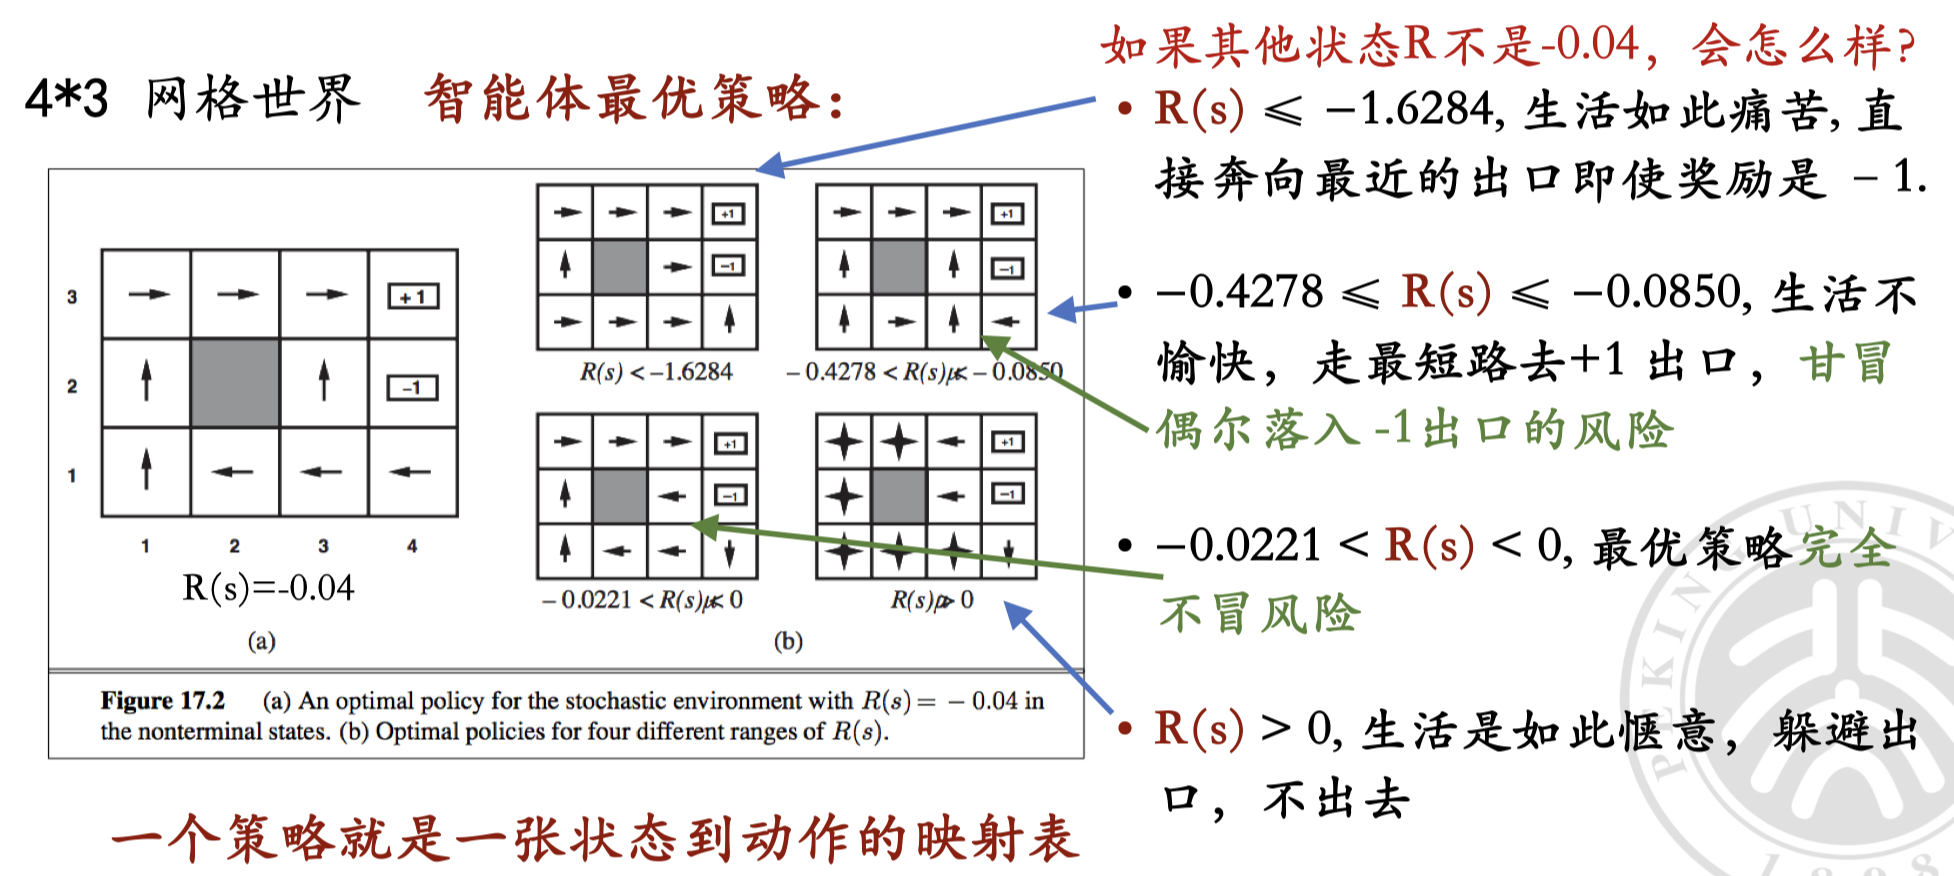 4*3 网格世界 智能体最优策略：
如果其他状态R不是-0.04，会怎么样？
• R(s) ⩽ −1.6284, 生活如此痛苦, 直
接奔向最近的出口即使奖励是 − 1.
• −0.4278 ⩽ R(s) ⩽ −0.0850, 生活不
愉快，走最短路去+1 出口，甘冒
偶尔落入 -1出口的风险
• −0.0221 < R(s) < 0, 最优策略完全
不冒风险
• R(s) > 0, 生活是如此惬意，躲避出
口，不出去
3
+1
2
−1
1
1 2 3 4
R(s)=-0.04
(a)
+1
−1
R(s) < −1.6284
+1
−1
− 0.4278 < R(s) < − 0.0850
+1
−1
− 0.0221 < R(s) < 0
+1
−1
R(s) > 0
(b)
Figure 17.2 (a) An optimal policy for the stochastic environment with R(s) = − 0.04 in
the nonterminal states. (b) Optimal policies for four different ranges of R(s).
一个策略就是一张状态到动作的映射表
PEKING UNIV
1898